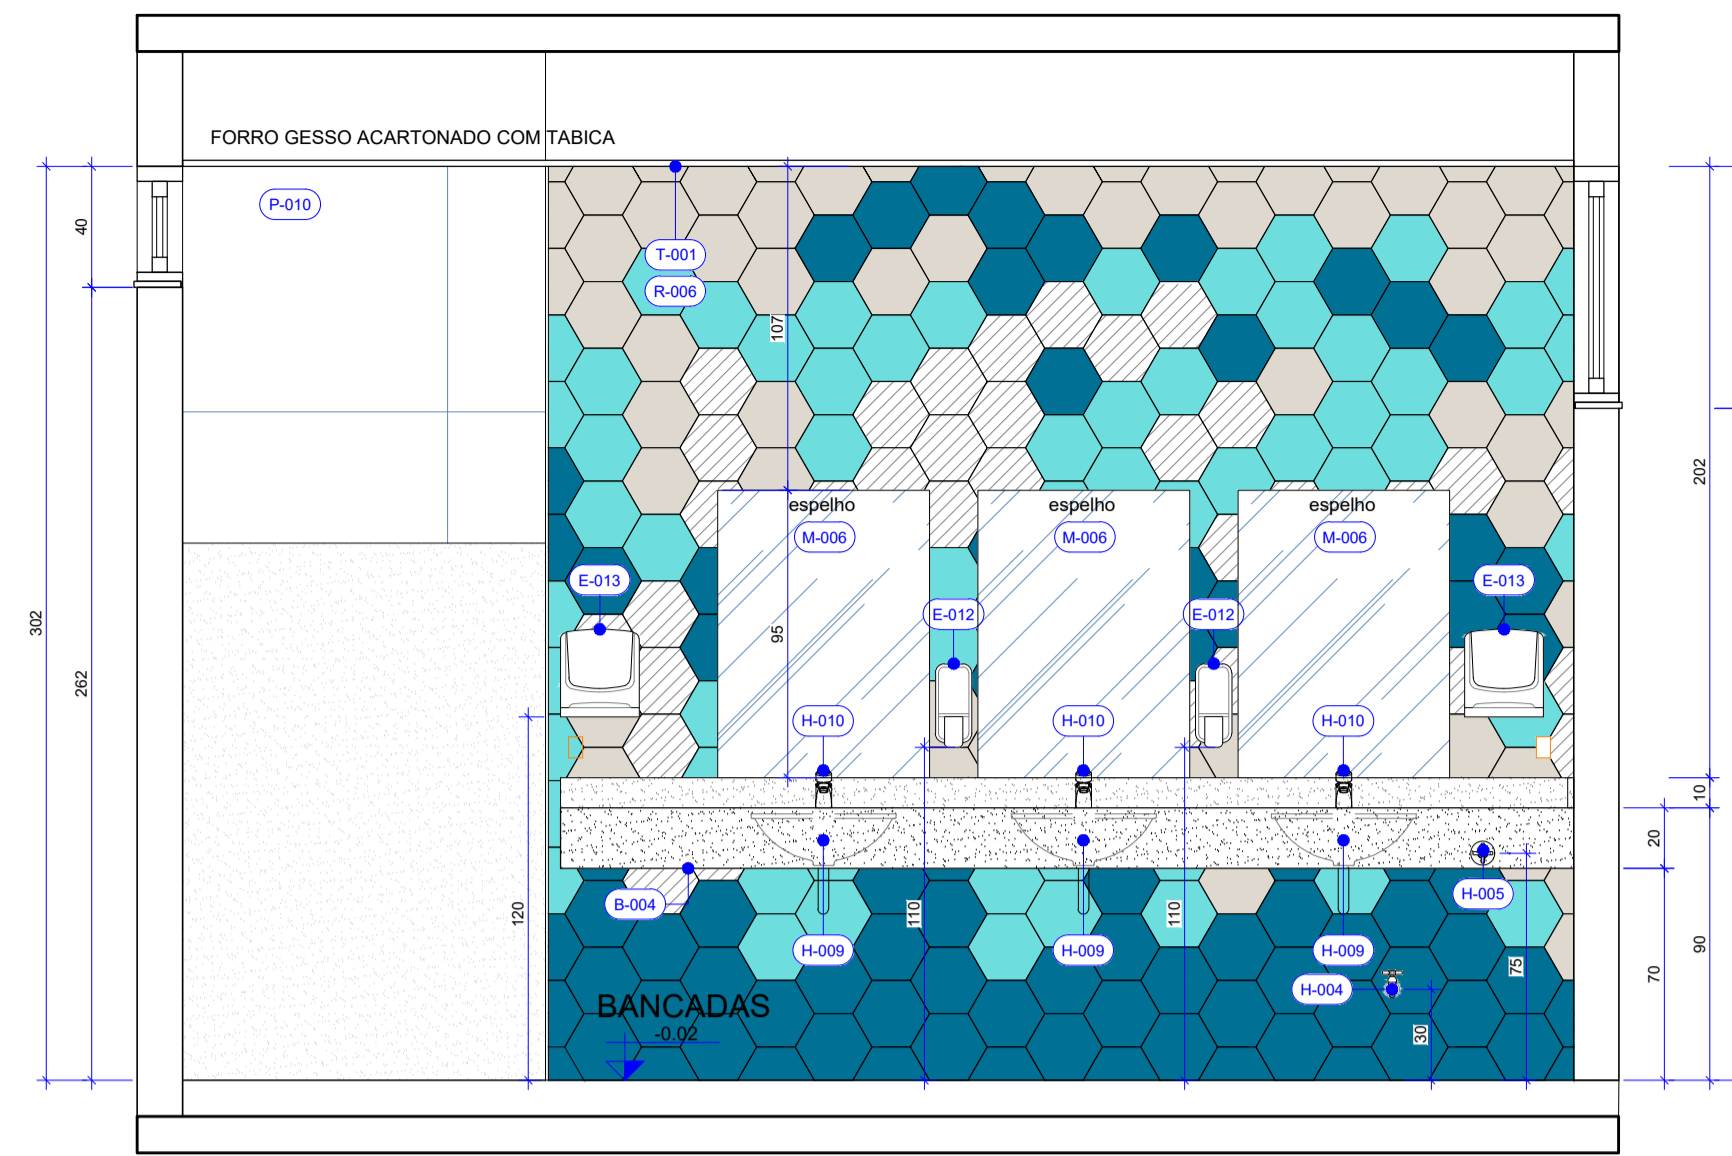 FORRO GESSO ACARTONADO COM TABICA
P-010
40
T-001
R-006
107
202
espelho
espelho
espelho
M-006
M-006
M-006
E-013
E-013
E-012
E-012
302
95
262
H-010
H-010
H-010
10
20
B-004
H-005
120
110
110
H-009
H-009
H-009
90
75
70
H-004
BANCADAS
-0.02
30